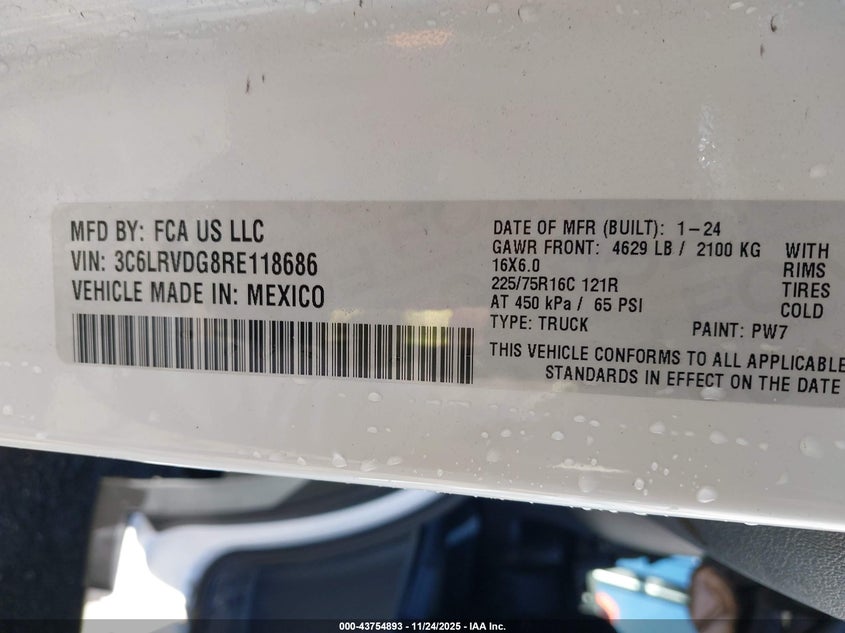 MFD BY: FCA US LLC
VIN: 3C6LRVDG8RE118686
VEHICLE MADE IN: MEXICO
DATE OF MFR (BUILT): 1-24
GAWR FRONT: 4629 LB / 2100 KG WITH
16X6.0 RIMS
225/75R16C 121R TIRES
AT 450 kPa / 65 PSI COLD
TYPE: TRUCK PAINT: PW7
THIS VEHICLE CONFORMS TO ALL APPLICABLE
STANDARDS IN EFFECT ON THE DATE
000-43754893 - 11/24/2025 - IAA Inc.